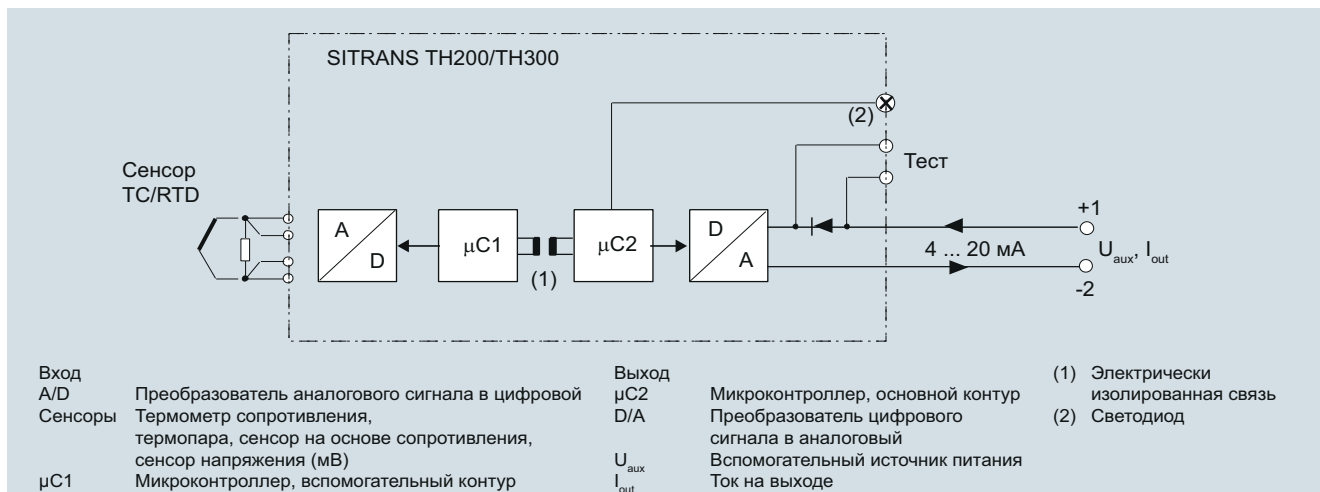 SITRANS TH200/TH300
(2)
Тест
Сенсор
TC/RTD
A
D
µC1
(1)
µC2
D
A
+1
4 ... 20 мА
Uaux, Iout
-2
Вход
A/D Преобразователь аналогового сигнала в цифровой
Сенсоры Термометр сопротивления,
термопара, сенсор на основе сопротивления,
сенсор напряжения (мВ)
µC1 Микроконтроллер, вспомогательный контур
Выход
µC2 Микроконтроллер, основной контур
D/A Преобразователь цифрового
сигнала в аналоговый
Uaux Вспомогательный источник питания
Iout Ток на выходе
(1) Электрически
изолированная связь
(2) Светодиод